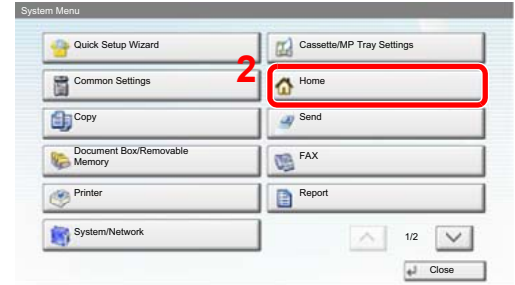 System Menu
Quick Setup Wizard
Cassette/MP Tray Settings
2
Common Settings
Home
Copy
Send
Document Box/Removable
Memory
FAX
Printer
Report
System/Network
1/2
Close